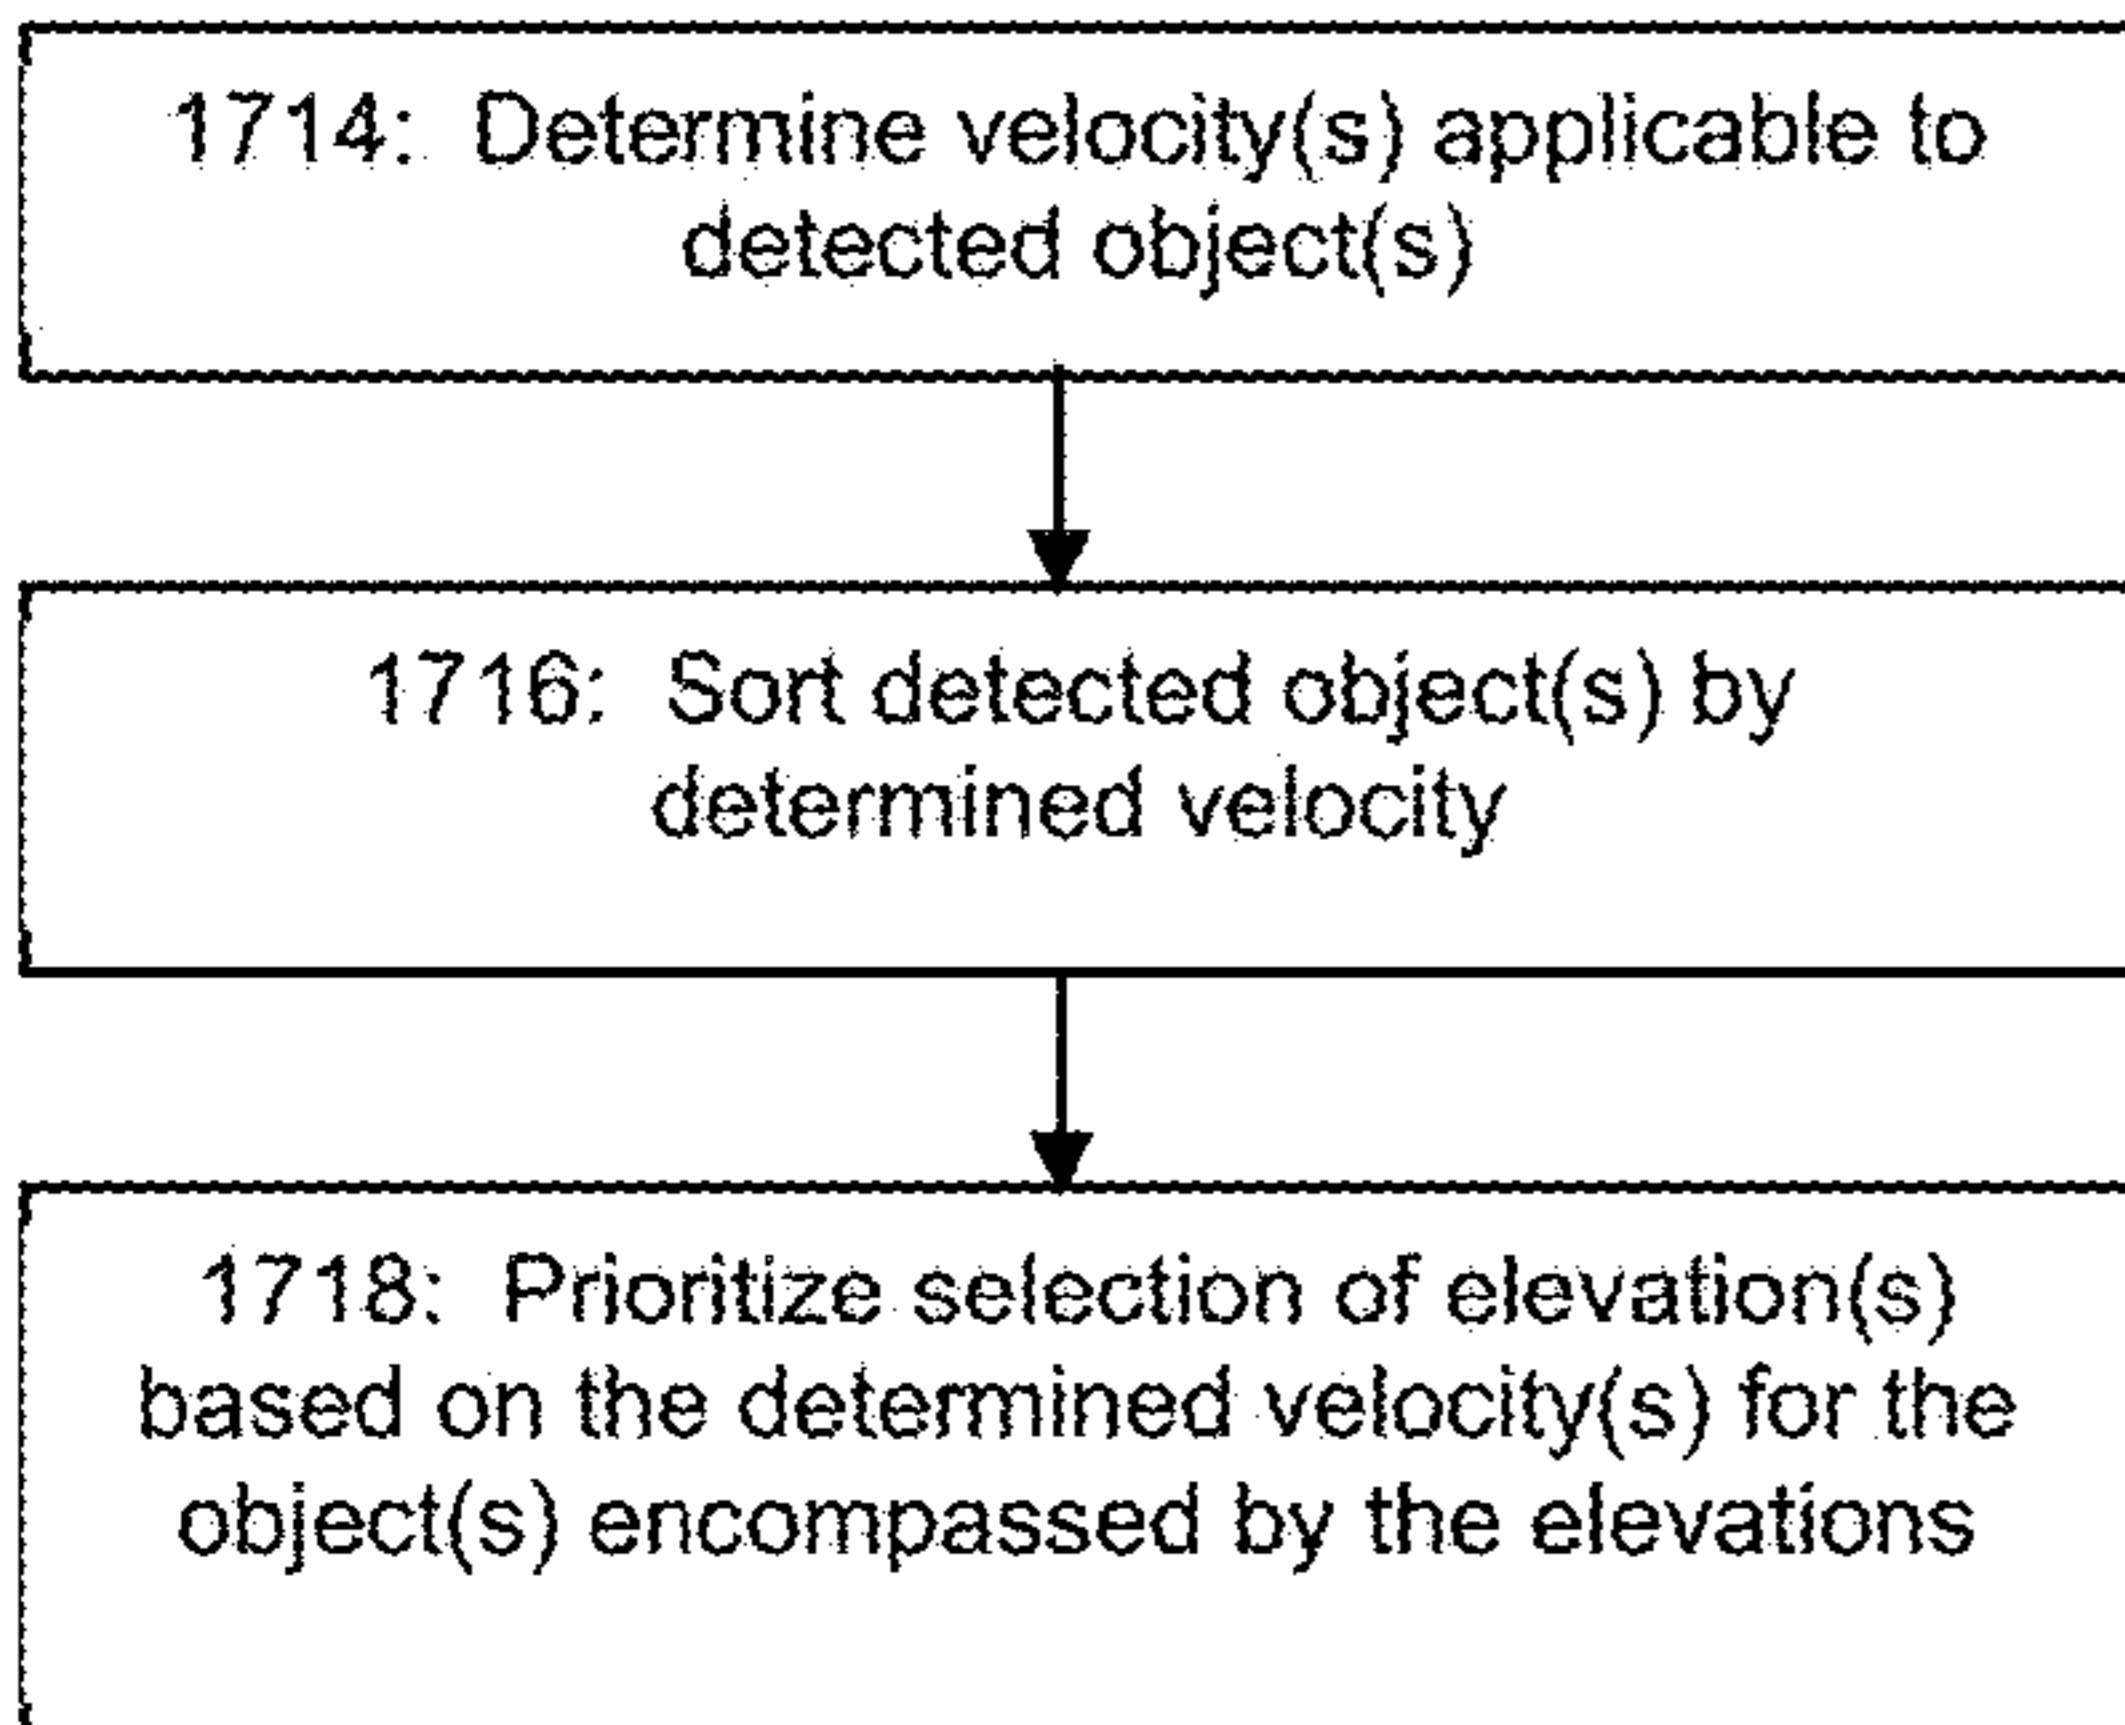 1714: Determine velocity(s) applicable to
detected object(s)
1716: Sort detected object(s) by
determined velocity
1718: Prioritize selection of elevation(s)
based on the determined velocity(s) for the
object(s) encompassed by the elevations